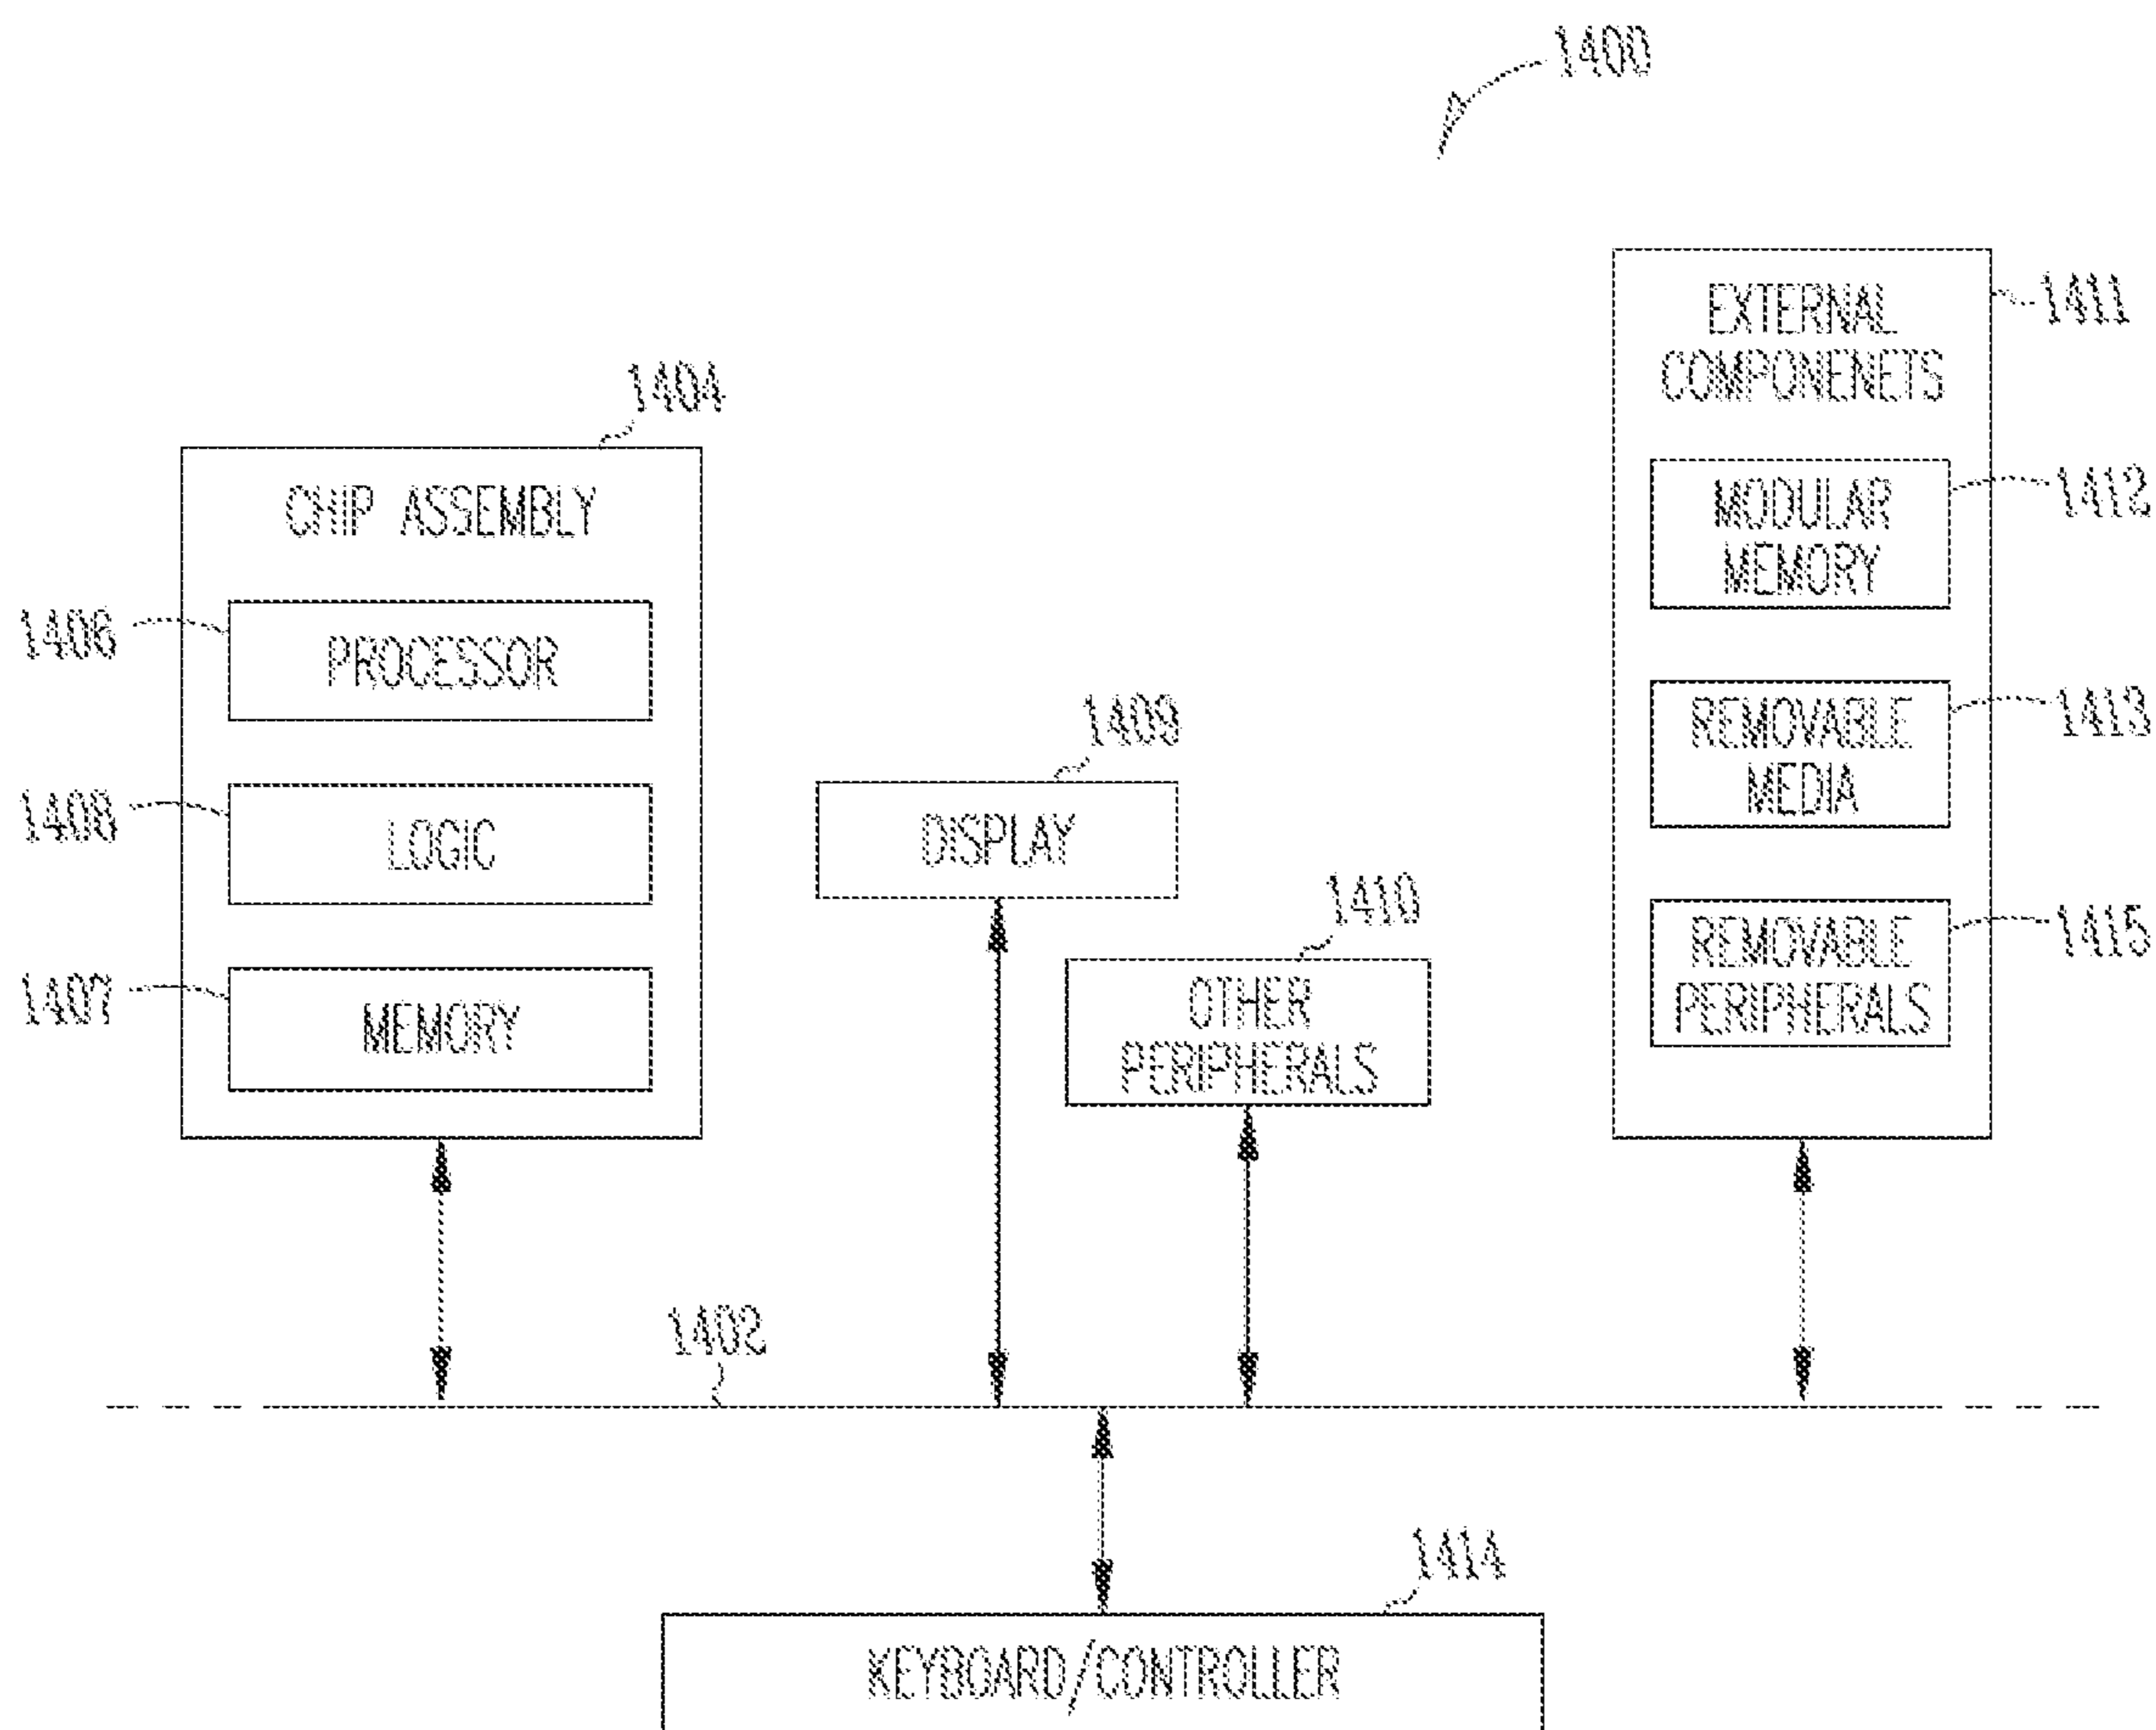 1400
EXTERNAL
COMPONENETS
1411
MODULAR
MEMORY
1412
REMOVABLE
MEDIA
1413
REMOVABLE
PERIPHERALS
1415
1404
CHIP ASSEMBLY
1406
PROCESSOR
1408
LOGIC
1407
MEMORY
1409
DISPLAY
1410
OTHER
PERIPHERALS
1402
1414
KEYBOARD/CONTROLLER